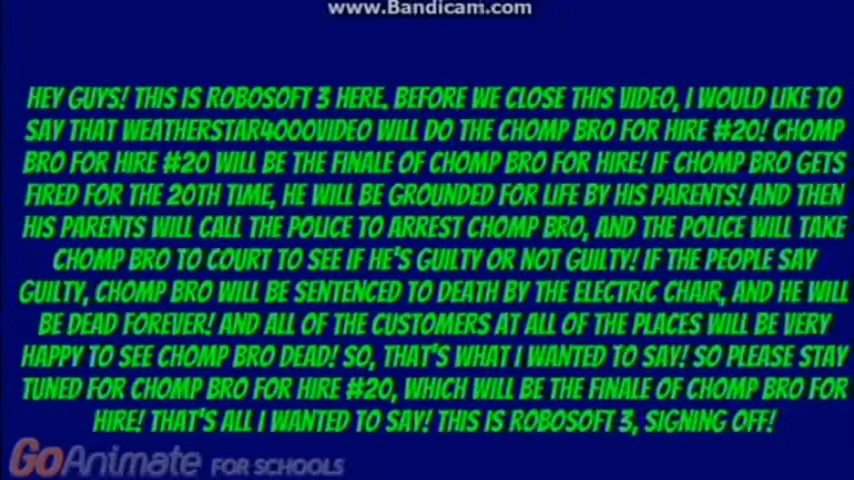 www.Bandicam.com
HEY GUYS! THIS IS ROBOSOFT 3 HERE. BEFORE WE CLOSE THIS VIDEO, I WOULD LIKE TO
SAY THAT WEATHERSTAR4000VIDEO WILL DO THE CHOMP BRO FOR HIRE #20! CHOMP
BRO FOR HIRE #20 WILL BE THE FINALE OF CHOMP BRO FOR HIRE! IF CHOMP BRO GETS
FIRED FOR THE 20TH TIME, HE WILL BE GROUNDED FOR LIFE BY HIS PARENTS! AND THEN
HIS PARENTS WILL CALL THE POLICE TO ARREST CHOMP BRO, AND THE POLICE WILL TAKE
CHOMP BRO TO COURT TO SEE IF HE'S GUILTY OR NOT GUILTY! IF THE PEOPLE SAY
GUILTY, CHOMP BRO WILL BE SENTENCED TO DEATH BY THE ELECTRIC CHAIR, AND HE WILL
BE DEAD FOREVER! AND ALL OF THE CUSTOMERS AT ALL OF THE PLACES WILL BE VERY
HAPPY TO SEE CHOMP BRO DEAD! SO, THAT'S WHAT I WANTED TO SAY! SO PLEASE STAY
TUNED FOR CHOMP BRO FOR HIRE #20, WHICH WILL BE THE FINALE OF CHOMP BRO FOR
HIRE! THAT'S ALL I WANTED TO SAY! THIS IS ROBOSOFT 3, SIGNING OFF!
GoAnimate FOR SCHOOLS